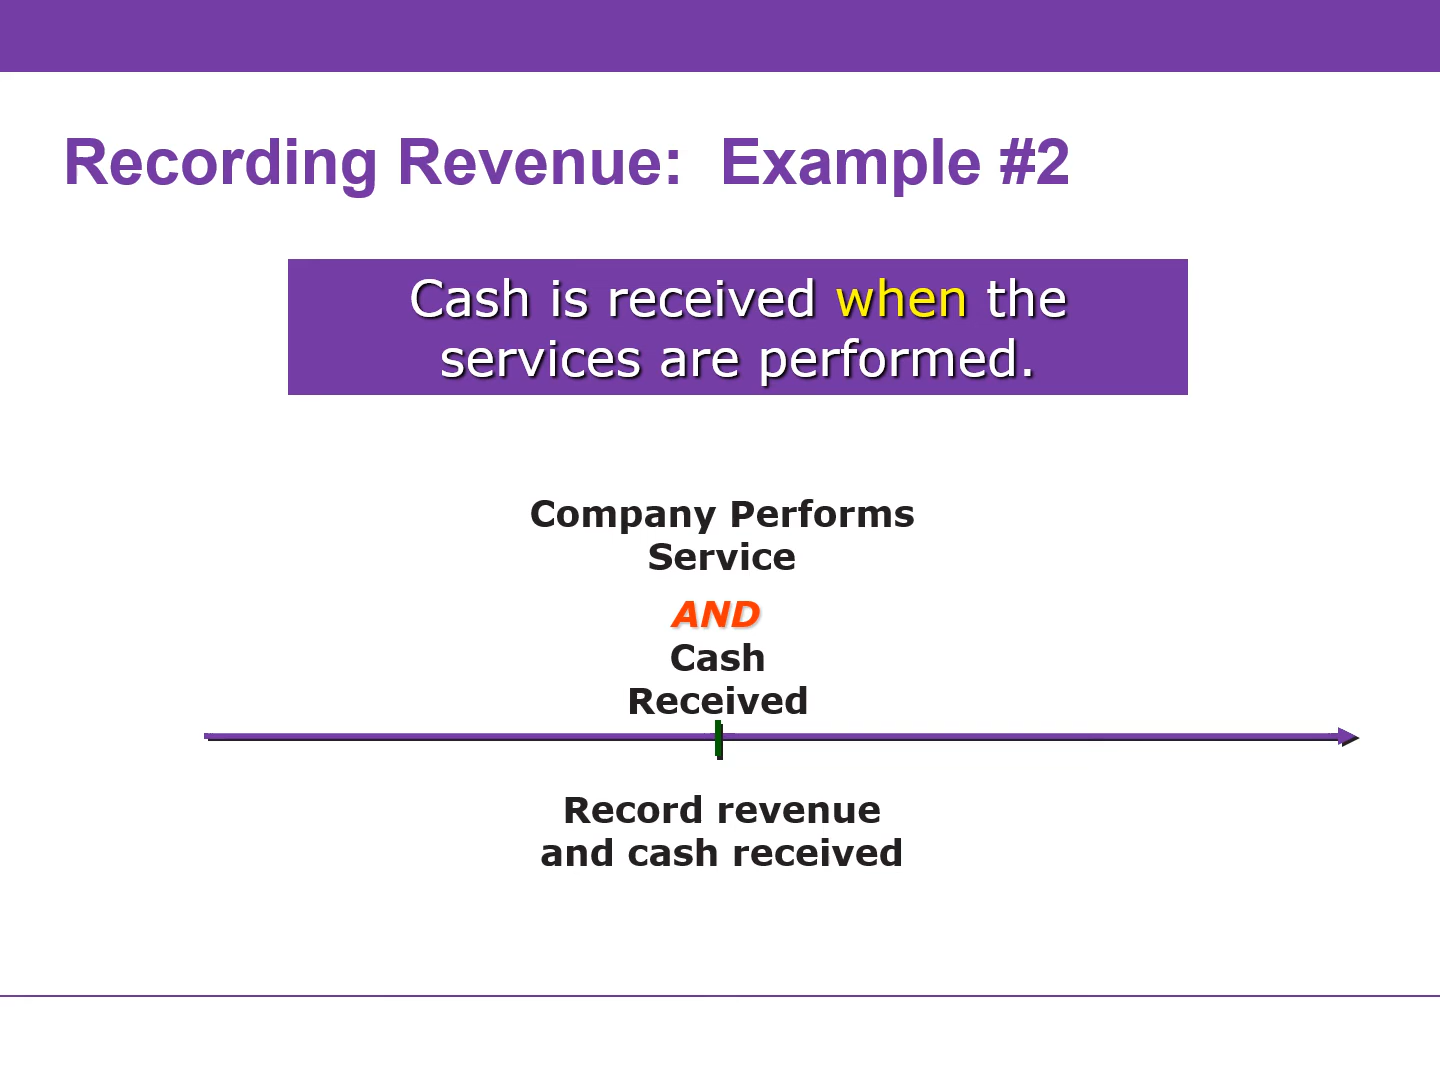 Recording Revenue:  Example #2
Cash is received when the
services are performed.
Company Performs
Service
AND
Cash
Received
Record revenue
and cash received